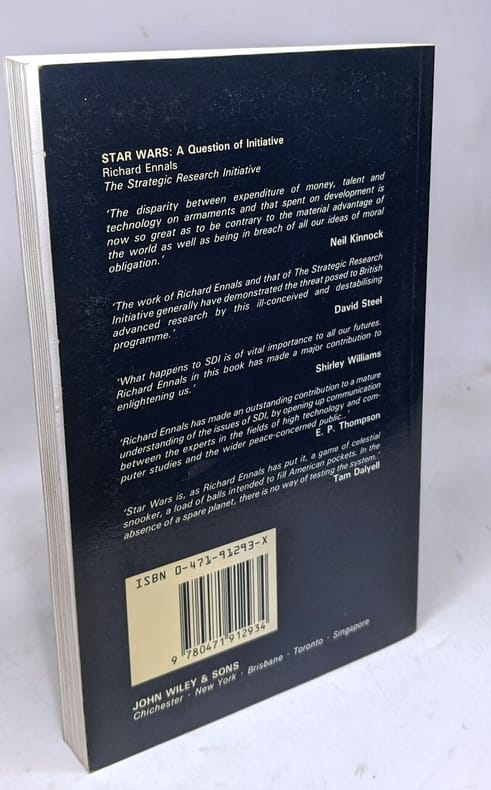 STAR WARS: A Question of Initiative
Richard Ennals
The Strategic Research Initiative
'The disparity between expenditure of money, talent and
technology on armaments and that spent on development is
now so great as to be contrary to the material advantage of
the world as well as being in breach of all our ideas of moral
obligation.'
Neil Kinnock
'The work of Richard Ennals and that of The Strategic Research
Initiative generally have demonstrated the threat posed to British
advanced research by this ill-conceived and destabilising
programme.'
David Steel
'What happens to SDI is of vital importance to all our futures.
Richard Ennals in this book has made a major contribution to
enlightening us.'
Shirley Williams
'Richard Ennals has made an outstanding contribution to a mature
understanding of the issues of SDI, by opening up communication
between the experts in the fields of high technology and com-
puter studies and the wider peace-concerned public.'
E. P. Thompson
'Star Wars is, as Richard Ennals has put it, a game of celestial
snooker, a load of balls intended to fill American pockets. In the
absence of a spare planet, there is no way of testing the system.'
Tam Dalyell
ISBN 0-471-91293-X
9 780471 912934
JOHN WILEY & SONS
Chichester · New York · Brisbane · Toronto · Singapore